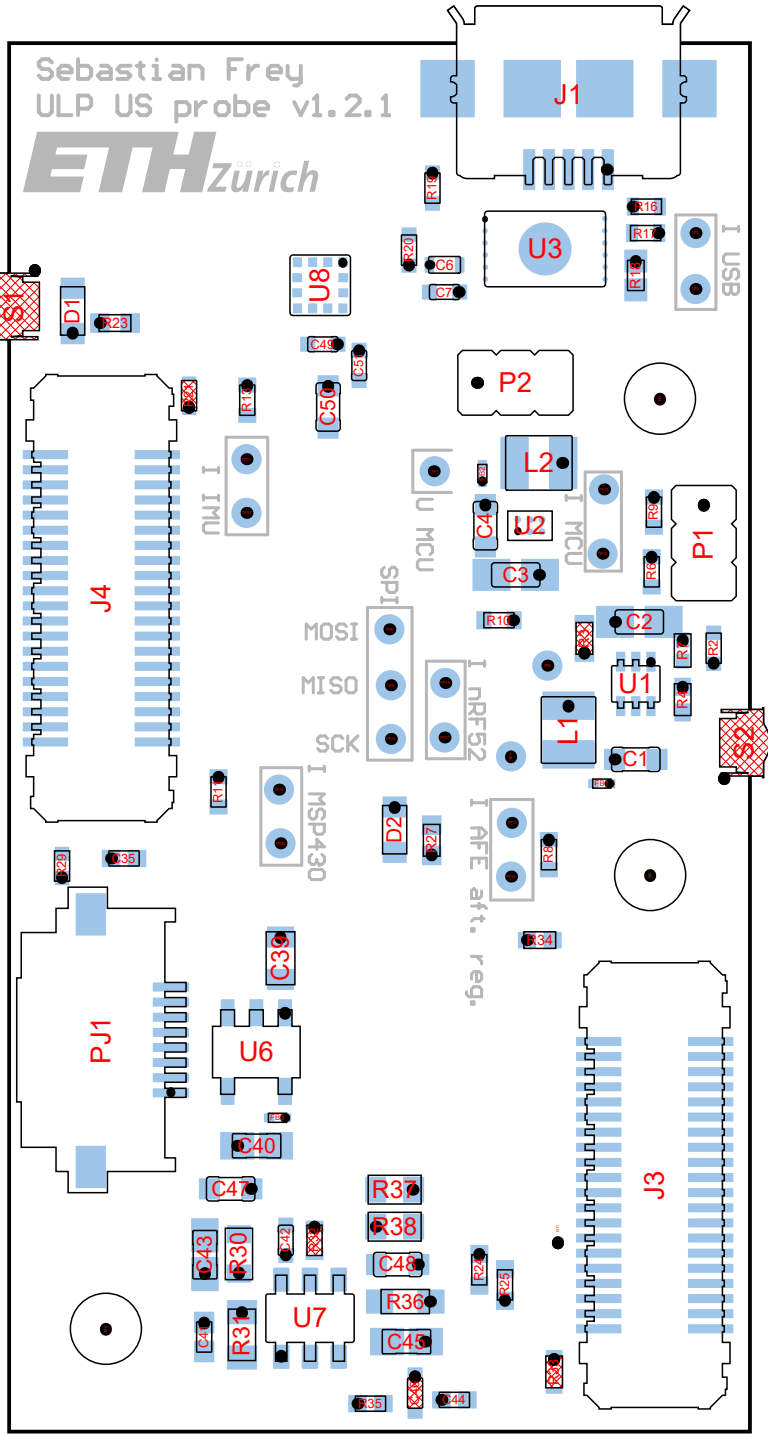 Sebastian Frey
ULP US probe v1.2.1
ETH Zürich
J1
R19
R16
R17
R20
U3
I USB
C6
R18
C7
U8
S1
D1
R23
C49
C51
P2
R13
C50
L2
I IMU
U MCU
I MCU
C4
U2
R9
P1
J4
C3
R6
SPI
C2
R10
MOSI
R7
R2
I nRF52
MISO
U1
R4
L1
S2
SCK
C1
R11
I MSP430
D2
R27
I AFE aft. reg.
R8
R29
C35
R34
C39
PJ1
U6
C40
J3
C47
R37
R38
C42
C43
R30
C48
R24
R25
R36
U7
R31
C45
R35
C44